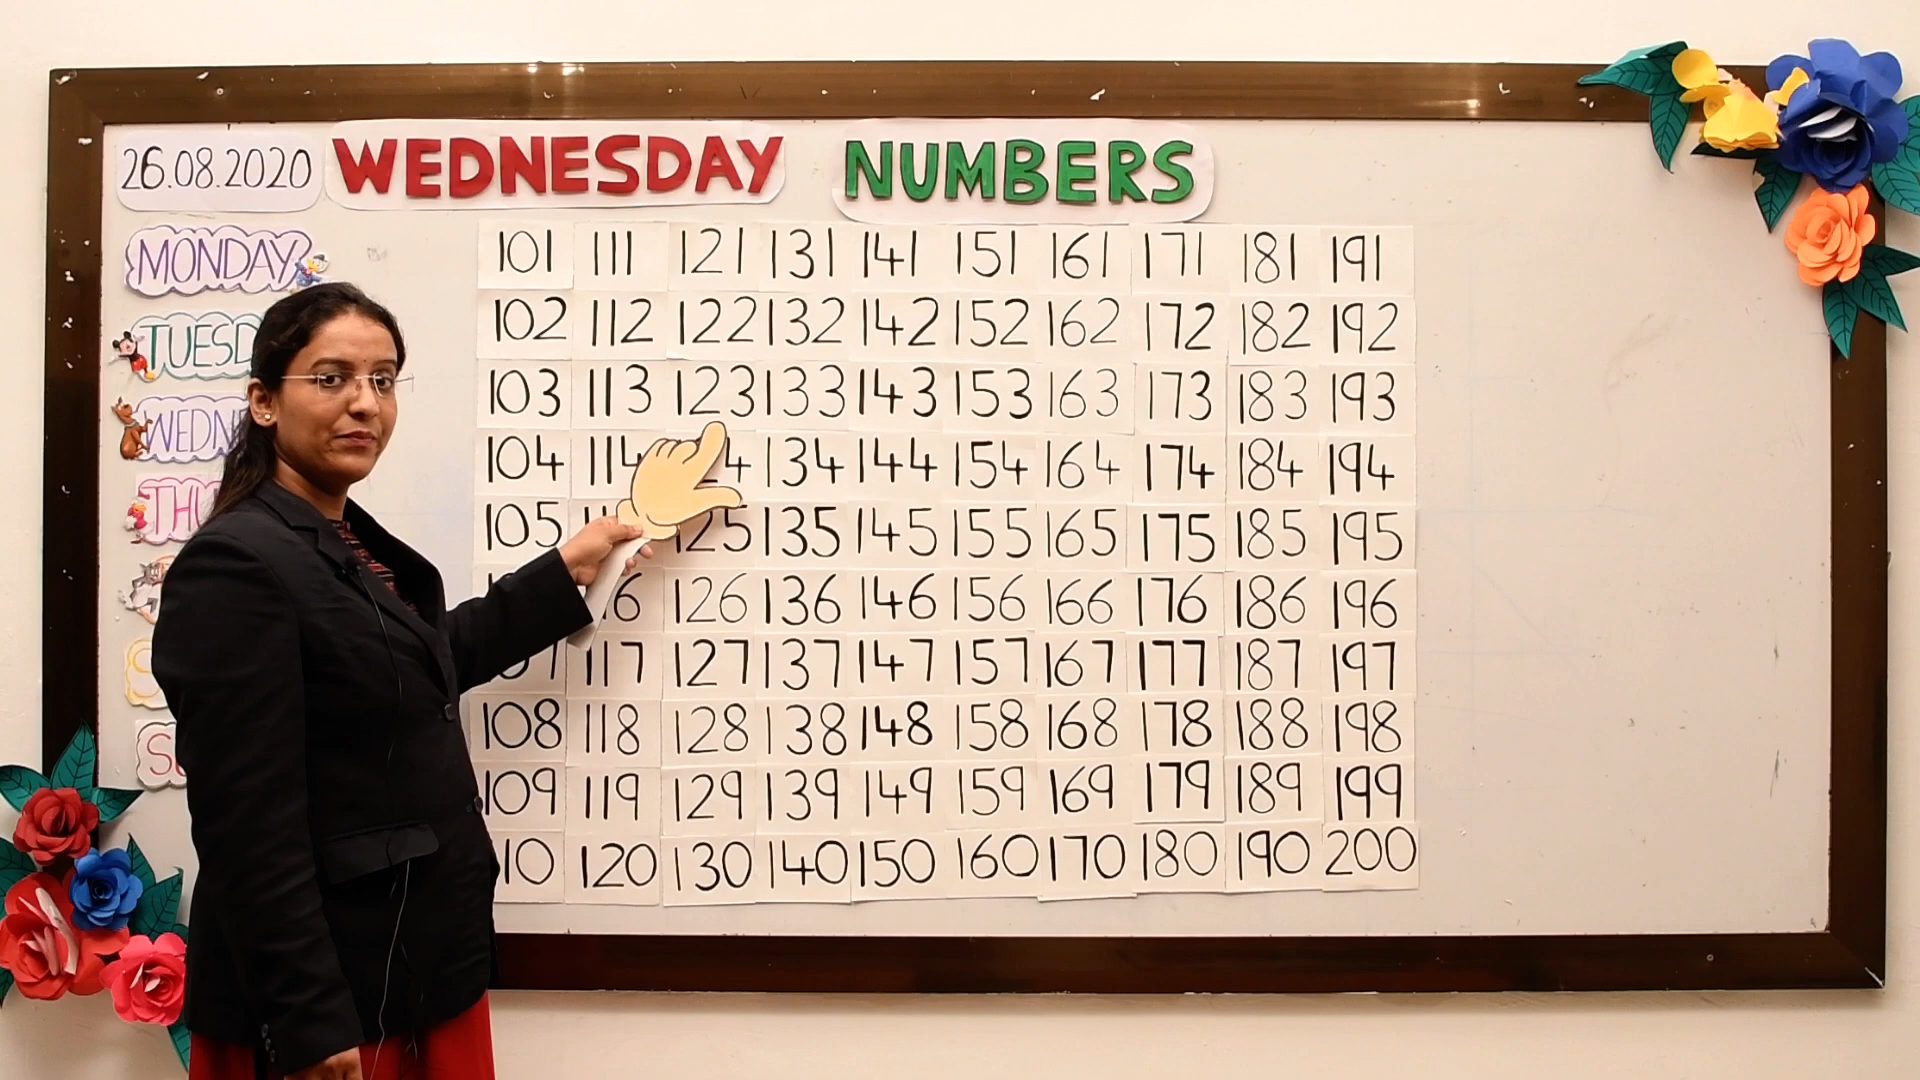 26.08.2020 WEDNESDAY NUMBERS
MONDAY
101 111 121 131 141 151 161 171 181 191
102 112 122 132 142 152 162 172 182 192
103 113 123 133 143 153 163 173 183 193
104 114 134 144 154 164 174 184 194
105 125 135 145 155 165 175 185 195
126 136 146 156 166 176 186 196
117 127 137 147 157 167 177 187 197
108 118 128 138 148 158 168 178 188 198
109 119 129 139 149 159 169 179 189 199
120 130 140 150 160 170 180 190 200